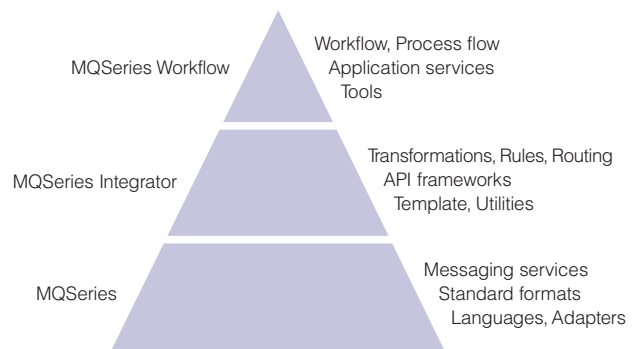 MQSeries Workflow
Workflow, Process flow
Application services
Tools
MQSeries Integrator
Transformations, Rules, Routing
API frameworks
Template, Utilities
MQSeries
Messaging services
Standard formats
Languages, Adapters